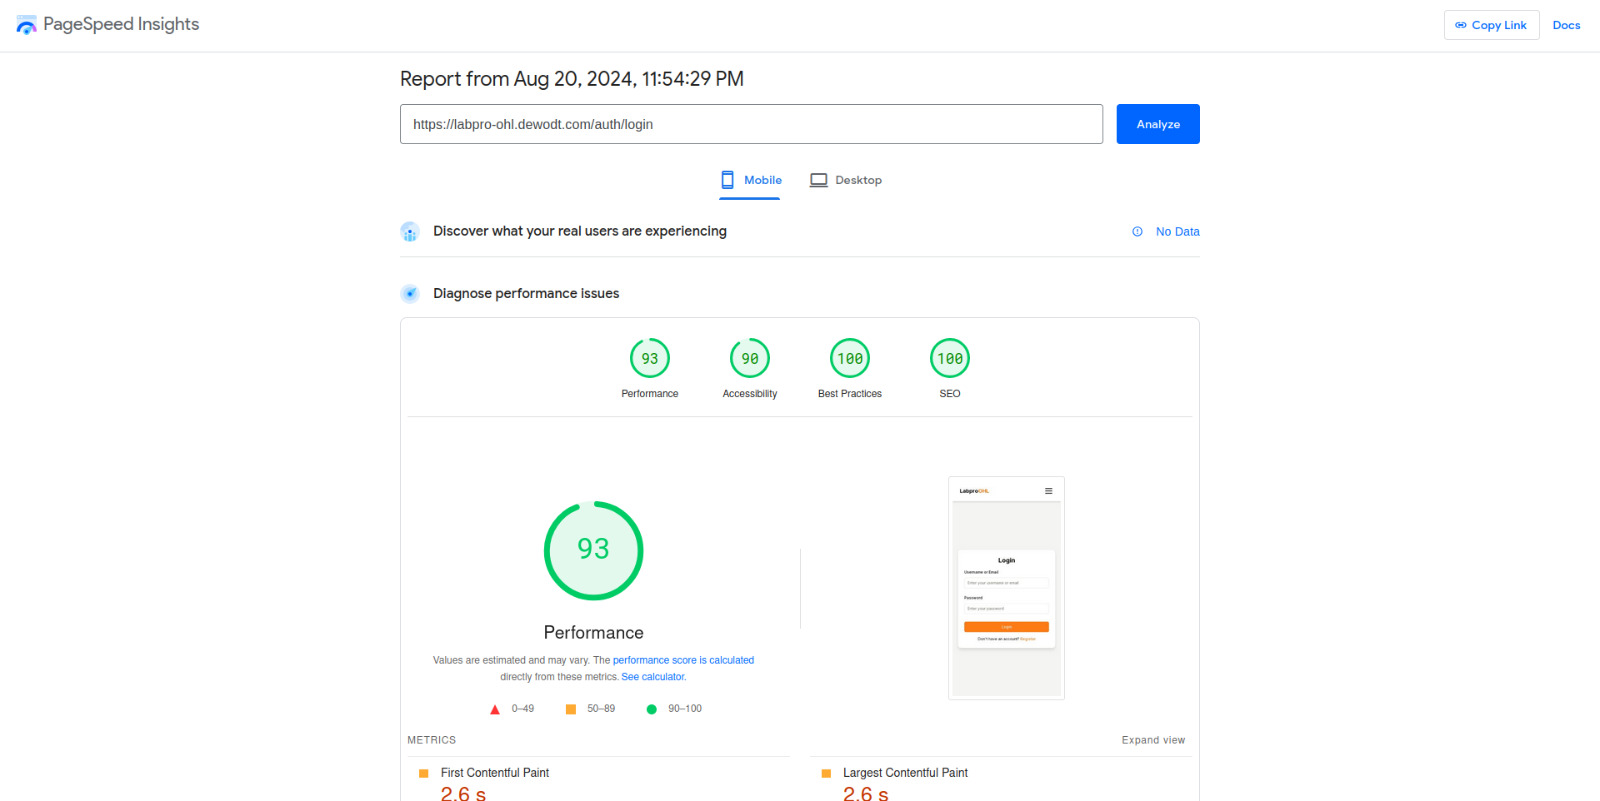 PageSpeed Insights
Copy Link
Docs
Report from Aug 20, 2024, 11:54:29 PM
https://labpro-ohl.dewodt.com/auth/login
Analyze
Mobile
Desktop
Discover what your real users are experiencing
No Data
Diagnose performance issues
93
90
100
100
Performance
Accessibility
Best Practices
SEO
93
Performance
Values are estimated and may vary. The performance score is calculated
directly from these metrics. See calculator.
0–49
50–89
90–100
LabproOHL
Login
Username or Email
Enter your username or email
Password
Enter your password
Login
Don't have an account? Register
METRICS
Expand view
First Contentful Paint
2.6 s
Largest Contentful Paint
2.6 s